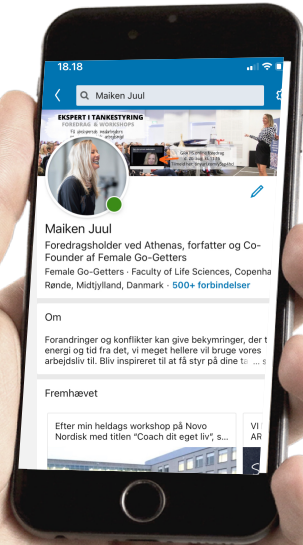 18.18
Maiken Juul
EKSPERT I TANKESTYRING
FOREDRAG & WORKSHOPS
Få afstressende
Maiken Juul
Foredragsholder ved Athenas, forfatter og Co-
Founder af Female Go-Getters
Female Go-Getters · Faculty of Life Sciences, Copenha
Rønde, Midtjylland, Danmark · 500+ forbindelser
Om
Forandringer og konflikter kan give bekymringer, der t
energi og tid fra det, vi meget hellere vil bruge vores
arbejdsliv til. Bliv inspireret til at få styr på dine ta ... s
Fremhævet
Efter min heldags workshop på Novo
Nordisk med titlen “Coach dit eget liv”, s...
VI
AR